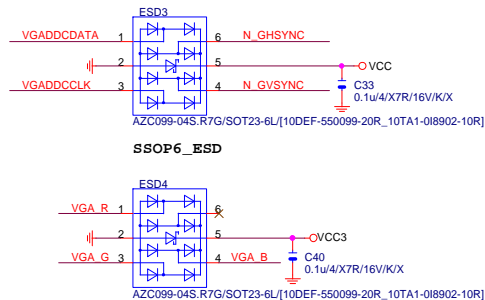 ESD3
VGADDCDATA 1 6 N_GHSYNC
2 5 VCC
VGADDCCLK 3 4 N_GVSYNC
C33
0.1u/4/X7R/16V/K/X
AZC099-04S.R7G/SOT23-6L/[10DEF-550099-20R_10TA1-0I8902-10R]
SSOP6_ESD
ESD4
VGA_R 1 6
2 5 VCC3
VGA_G 3 4 VGA_B
C40
0.1u/4/X7R/16V/K/X
AZC099-04S.R7G/SOT23-6L/[10DEF-550099-20R_10TA1-0I8902-10R]